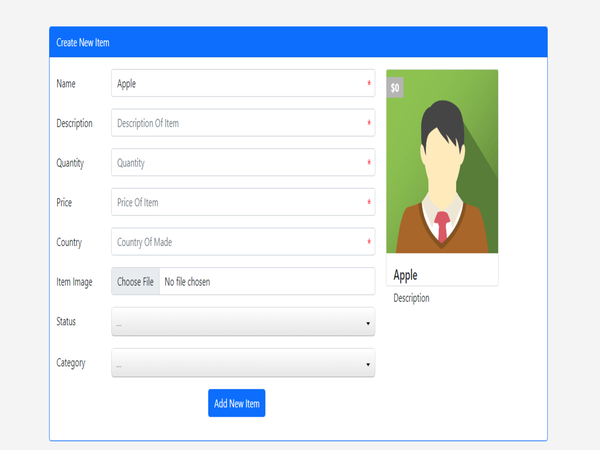 Create New Item
Name
Apple
*
$0
Description
Description Of Item
*
Quantity
Quantity
*
Price
Price Of Item
*
Country
Country Of Made
*
Item Image
Choose File
No file chosen
Apple
Description
Status
...
Category
...
Add New Item